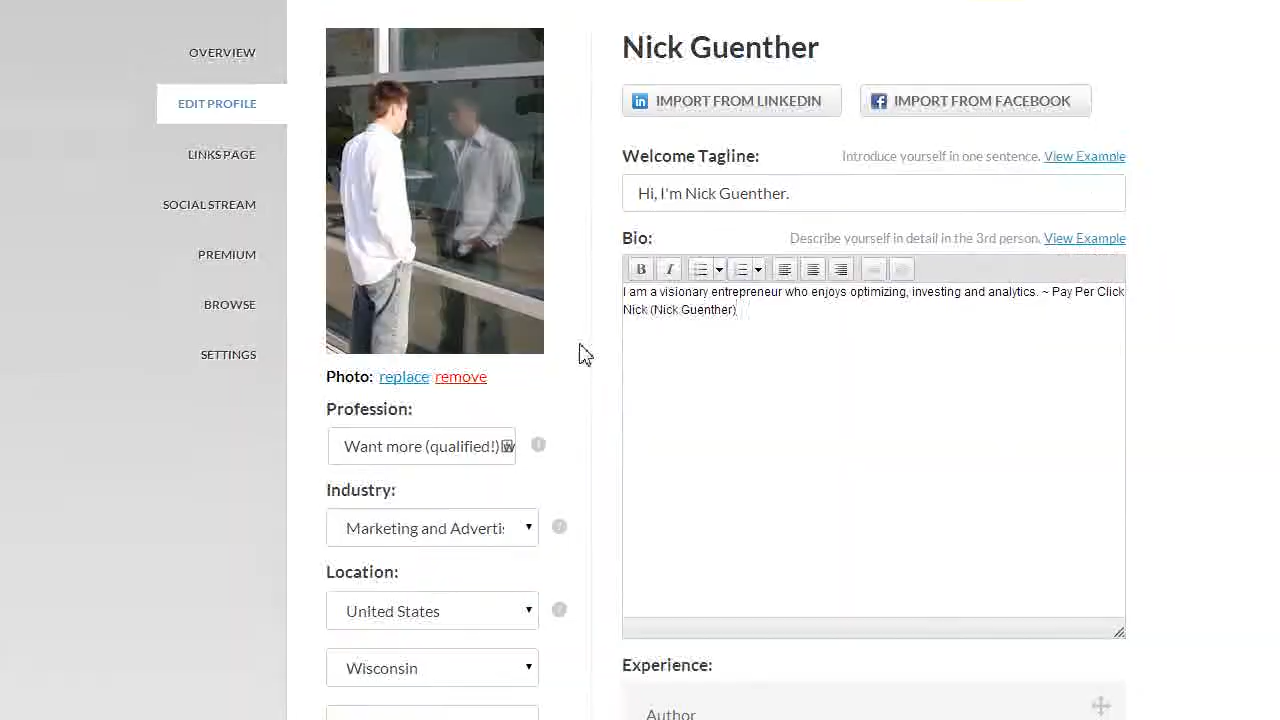 OVERVIEW
EDIT PROFILE
LINKS PAGE
SOCIAL STREAM
PREMIUM
BROWSE
SETTINGS
Photo: replace remove
Profession:
Want more (qualified!) w
Industry:
Marketing and Advertis
Location:
United States
Wisconsin
Nick Guenther
IMPORT FROM LINKEDIN
IMPORT FROM FACEBOOK
Welcome Tagline: Introduce yourself in one sentence. View Example
Hi, I'm Nick Guenther.
Bio: Describe yourself in detail in the 3rd person. View Example
B I
I am a visionary entrepreneur who enjoys optimizing, investing and analytics. ~ Pay Per Click
Nick (Nick Guenther)
Experience:
Author